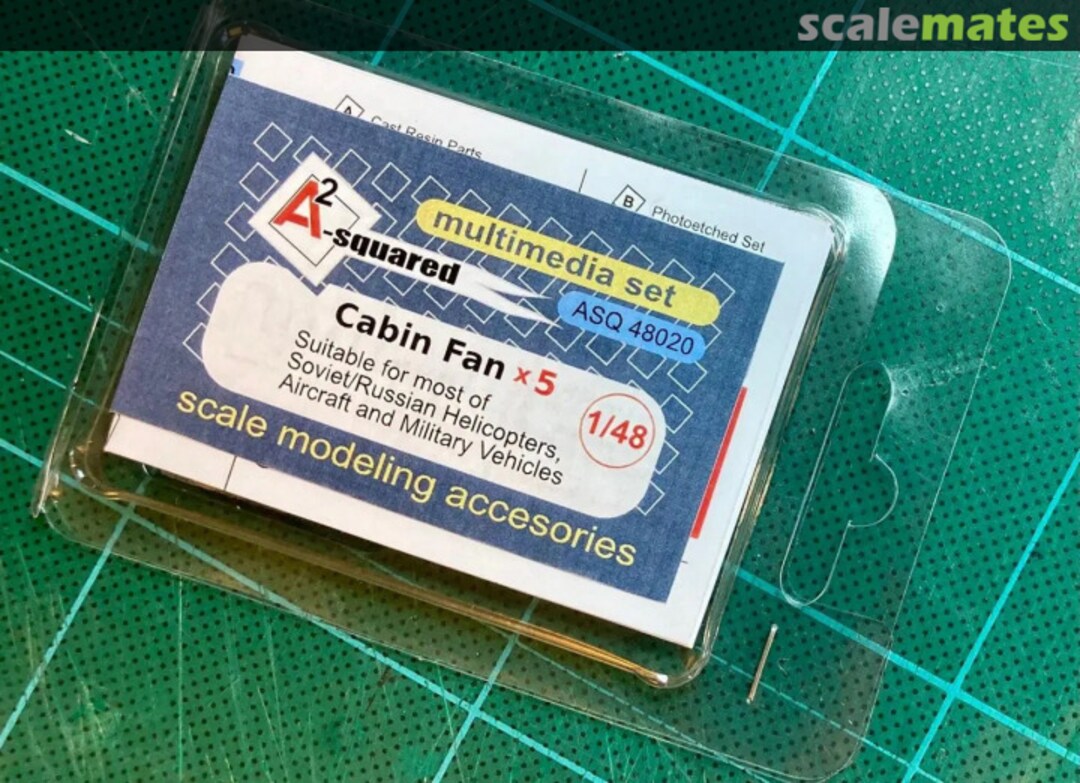 scalemates
A Cast Resin Parts
B Photoetched Set
A2-squared
multimedia set
ASQ 48020
Cabin Fan x 5
Suitable for most of
Soviet/Russian Helicopters,
Aircraft and Military Vehicles
1/48
scale modeling accesories